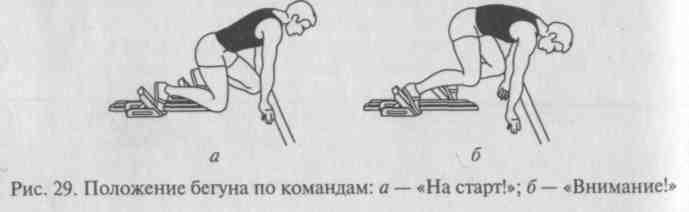 а б
Рис. 29. Положение бегуна по командам: а — «На старт!»; б — «Внимание!»